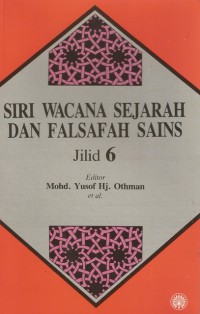 SIRI WACANA SEJARAH
DAN FALSAFAH SAINS
Jilid 6
Editor
Mohd. Yusof Hj. Othman
et al.